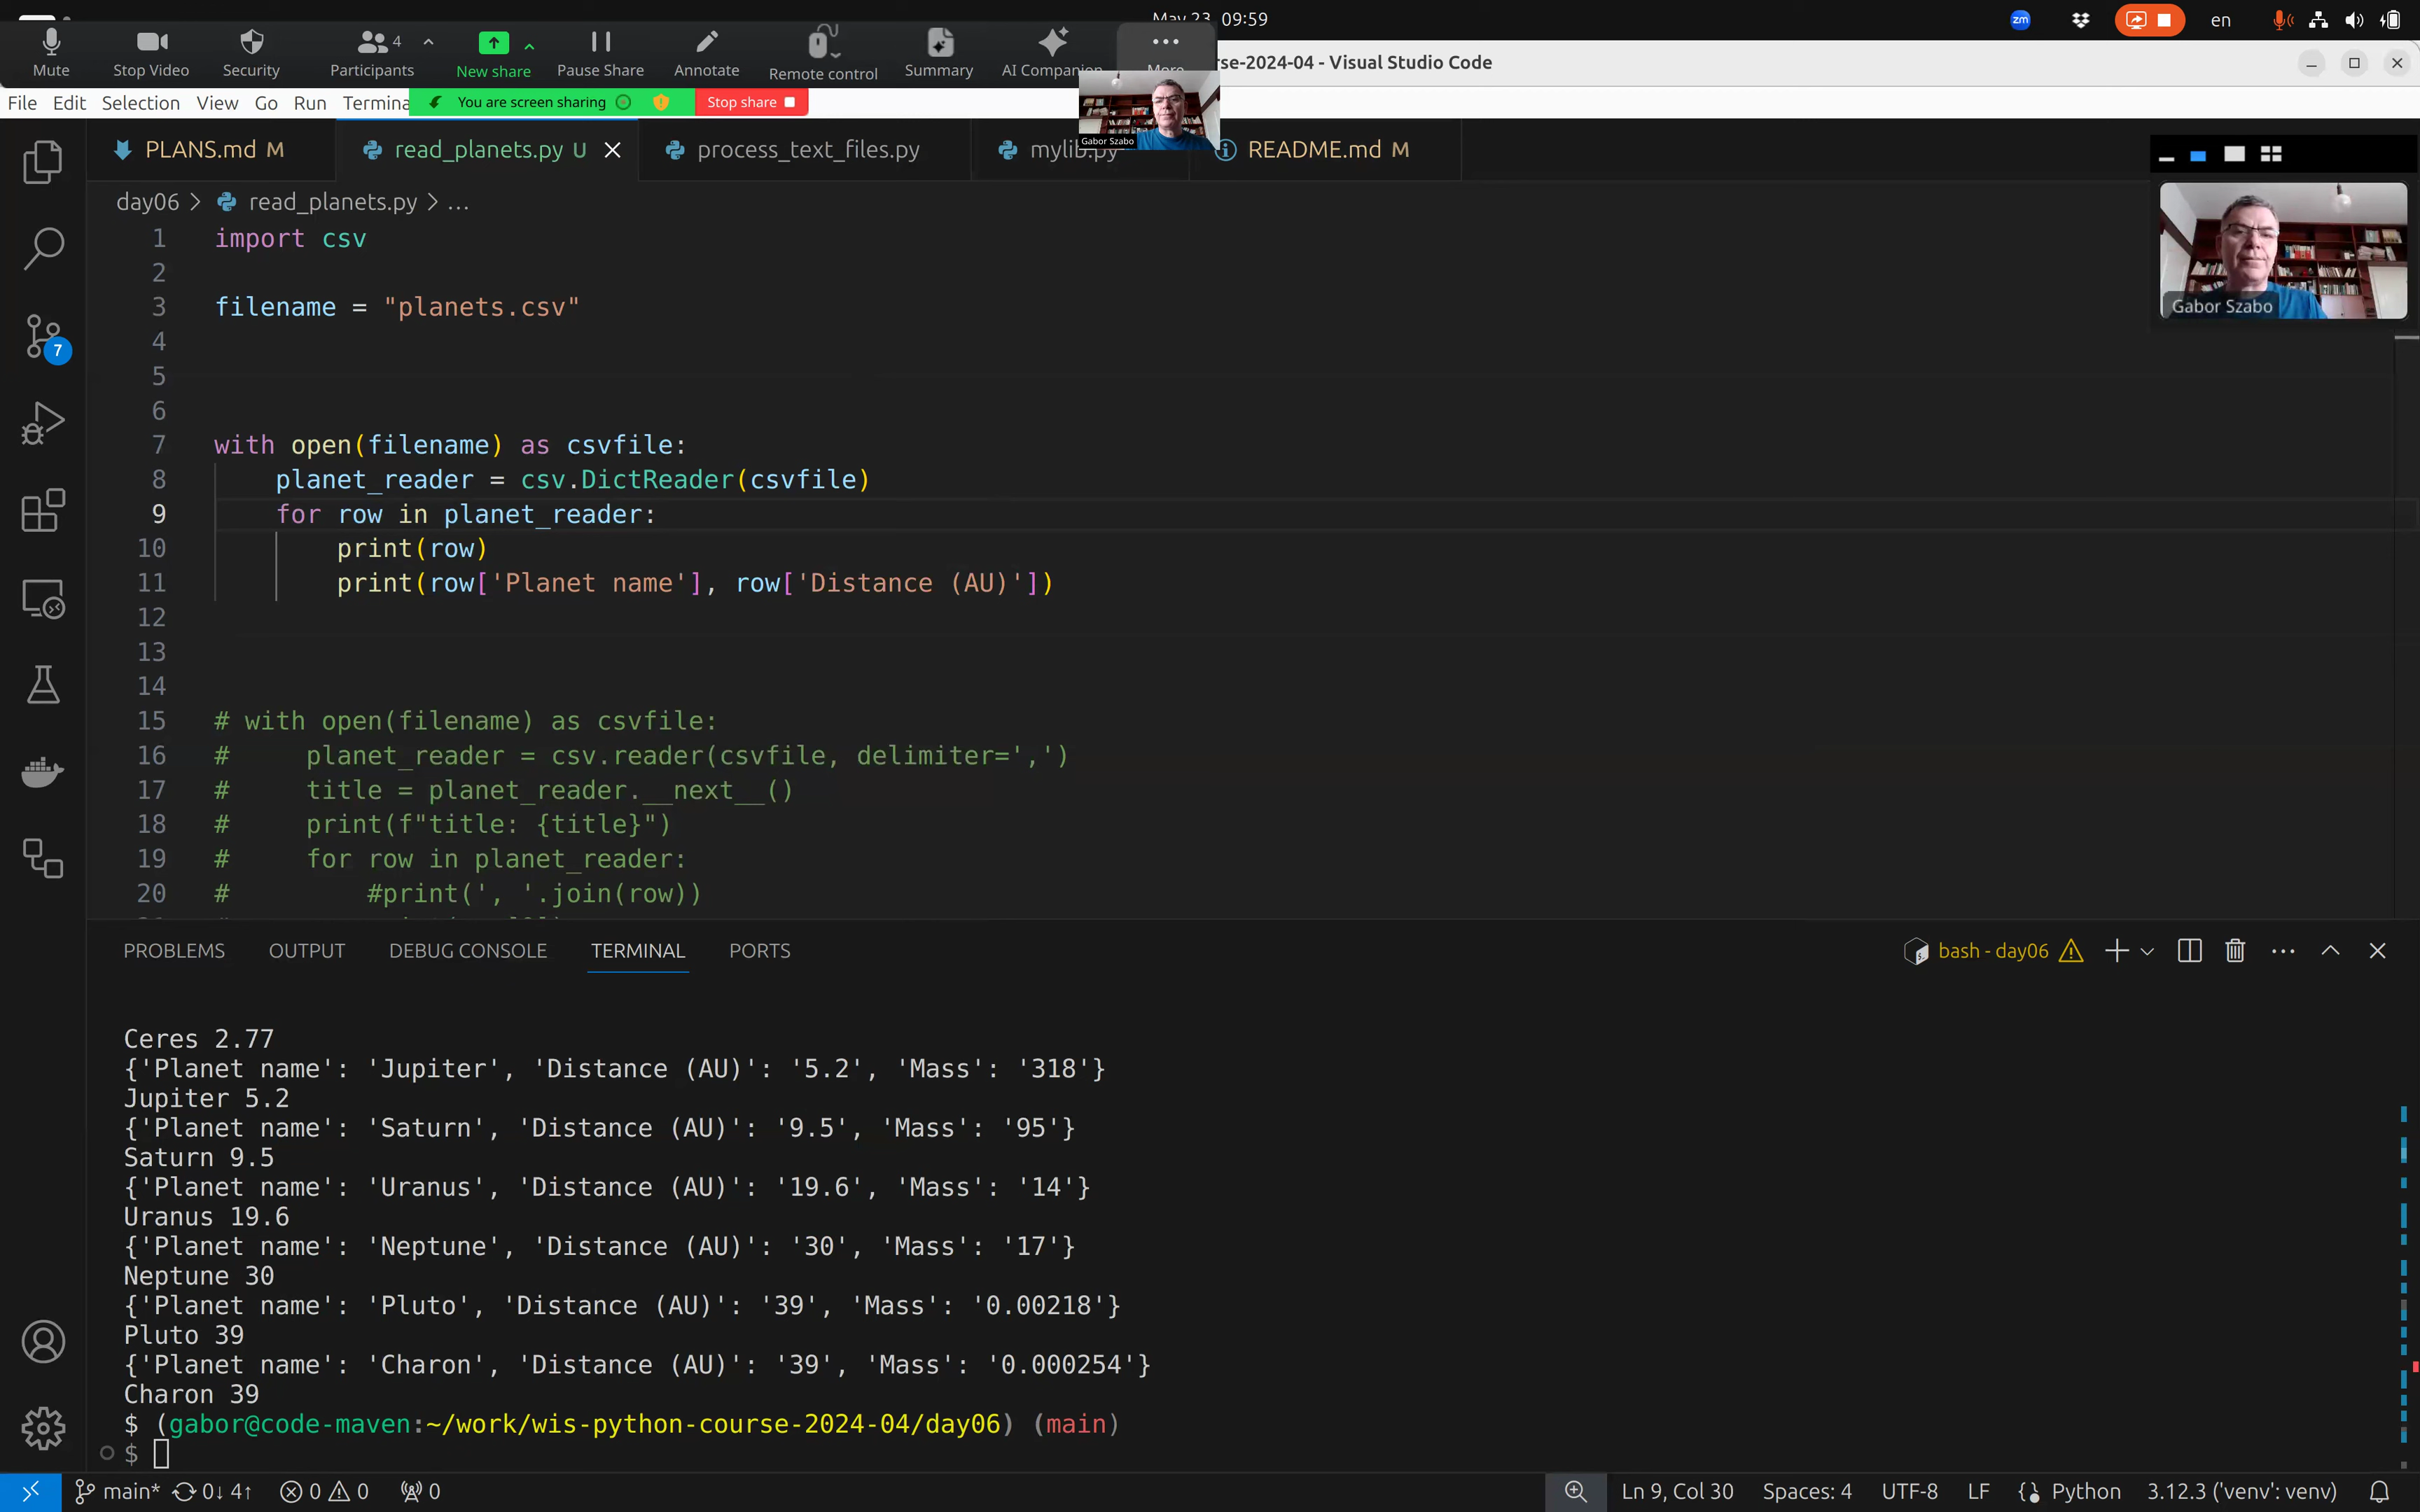 May 23, 09:59
zm
en
Mute
Stop Video
Security
Participants
4
New share
Pause Share
Annotate
Remote control
Summary
AI Companion
More
rse-2024-04 - Visual Studio Code
File Edit Selection View Go Run Termina
You are screen sharing
Stop share
Gabor Szabo
PLANS.md M
read_planets.py U
process_text_files.py
mylib.py
README.md M
day06 > read_planets.py > ...
Gabor Szabo
7
1 import csv
2
3 filename = "planets.csv"
4
5
6
7 with open(filename) as csvfile:
8 planet_reader = csv.DictReader(csvfile)
9 for row in planet_reader:
10 print(row)
11 print(row['Planet name'], row['Distance (AU)'])
12
13
14
15 # with open(filename) as csvfile:
16 # planet_reader = csv.reader(csvfile, delimiter=',')
17 # title = planet_reader.__next__()
18 # print(f"title: {title}")
19 # for row in planet_reader:
20 # #print(', '.join(row))
PROBLEMS OUTPUT DEBUG CONSOLE TERMINAL PORTS
bash - day06
Ceres 2.77
{'Planet name': 'Jupiter', 'Distance (AU)': '5.2', 'Mass': '318'}
Jupiter 5.2
{'Planet name': 'Saturn', 'Distance (AU)': '9.5', 'Mass': '95'}
Saturn 9.5
{'Planet name': 'Uranus', 'Distance (AU)': '19.6', 'Mass': '14'}
Uranus 19.6
{'Planet name': 'Neptune', 'Distance (AU)': '30', 'Mass': '17'}
Neptune 30
{'Planet name': 'Pluto', 'Distance (AU)': '39', 'Mass': '0.00218'}
Pluto 39
{'Planet name': 'Charon', 'Distance (AU)': '39', 'Mass': '0.000254'}
Charon 39
$ (gabor@code-maven:~/work/wis-python-course-2024-04/day06) (main)
$
main* 0↓ 4↑ 0 0 0
Ln 9, Col 30 Spaces: 4 UTF-8 LF Python 3.12.3 ('venv': venv)